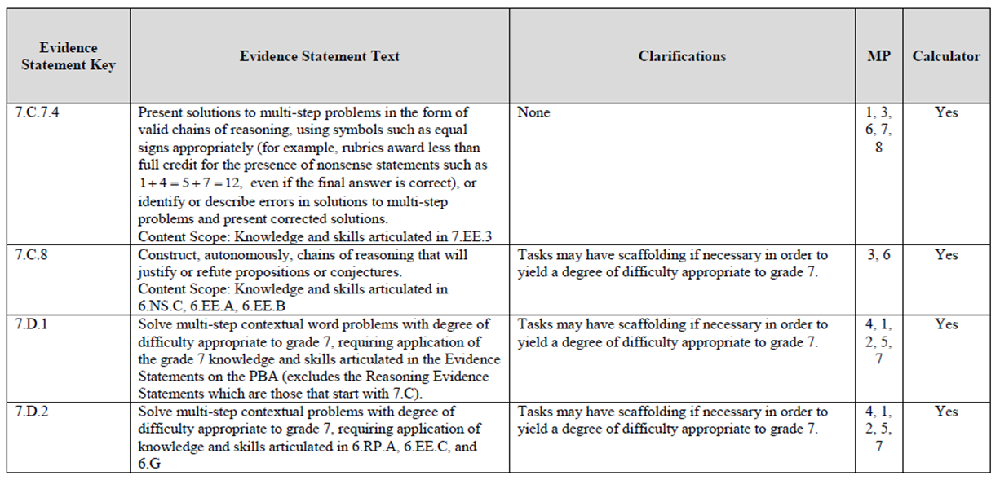 Evidence Statement Key | Evidence Statement Text | Clarifications | MP | Calculator
7.C.7.4
Present solutions to multi-step problems in the form of
valid chains of reasoning, using symbols such as equal
signs appropriately (for example, rubrics award less than
full credit for the presence of nonsense statements such as
1 + 4 = 5 + 7 = 12, even if the final answer is correct), or
identify or describe errors in solutions to multi-step
problems and present corrected solutions.
Content Scope: Knowledge and skills articulated in 7.EE.3
None
1, 3,
6, 7,
8
Yes
7.C.8
Construct, autonomously, chains of reasoning that will
justify or refute propositions or conjectures.
Content Scope: Knowledge and skills articulated in
6.NS.C, 6.EE.A, 6.EE.B
Tasks may have scaffolding if necessary in order to
yield a degree of difficulty appropriate to grade 7.
3, 6
Yes
7.D.1
Solve multi-step contextual word problems with degree of
difficulty appropriate to grade 7, requiring application of
the grade 7 knowledge and skills articulated in the Evidence
Statements on the PBA (excludes the Reasoning Evidence
Statements which are those that start with 7.C).
Tasks may have scaffolding if necessary in order to
yield a degree of difficulty appropriate to grade 7.
4, 1,
2, 5,
7
Yes
7.D.2
Solve multi-step contextual problems with degree of
difficulty appropriate to grade 7, requiring application of
knowledge and skills articulated in 6.RP.A, 6.EE.C, and
6.G
Tasks may have scaffolding if necessary in order to
yield a degree of difficulty appropriate to grade 7.
4, 1,
2, 5,
7
Yes